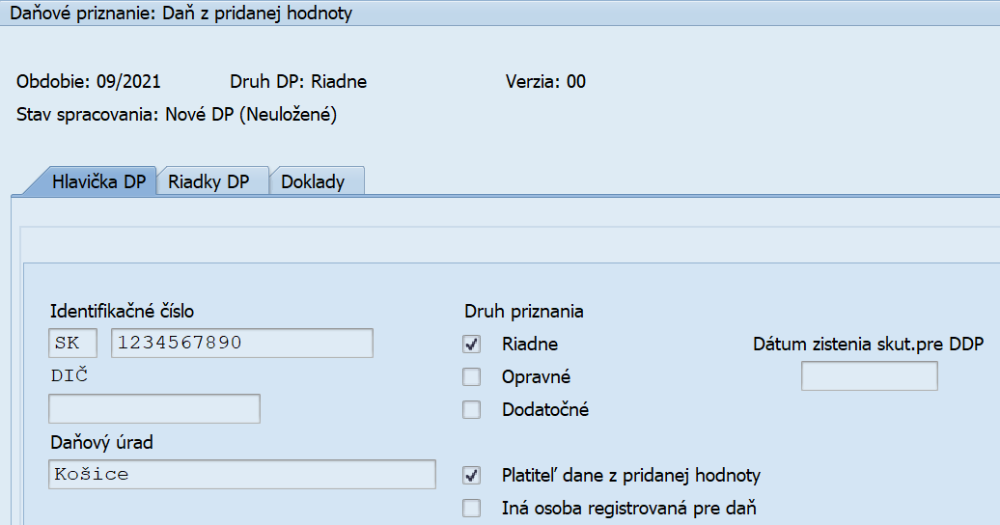 Daňové priznanie: Daň z pridanej hodnoty
Obdobie: 09/2021 Druh DP: Riadne Verzia: 00
Stav spracovania: Nové DP (Neuložené)
Hlavička DP Riadky DP Doklady
Identifikačné číslo Druh priznania
SK 1234567890 Riadne Dátum zistenia skut.pre DDP
DIČ Opravné
Dodatočné
Daňový úrad
Košice Platiteľ dane z pridanej hodnoty
Iná osoba registrovaná pre daň